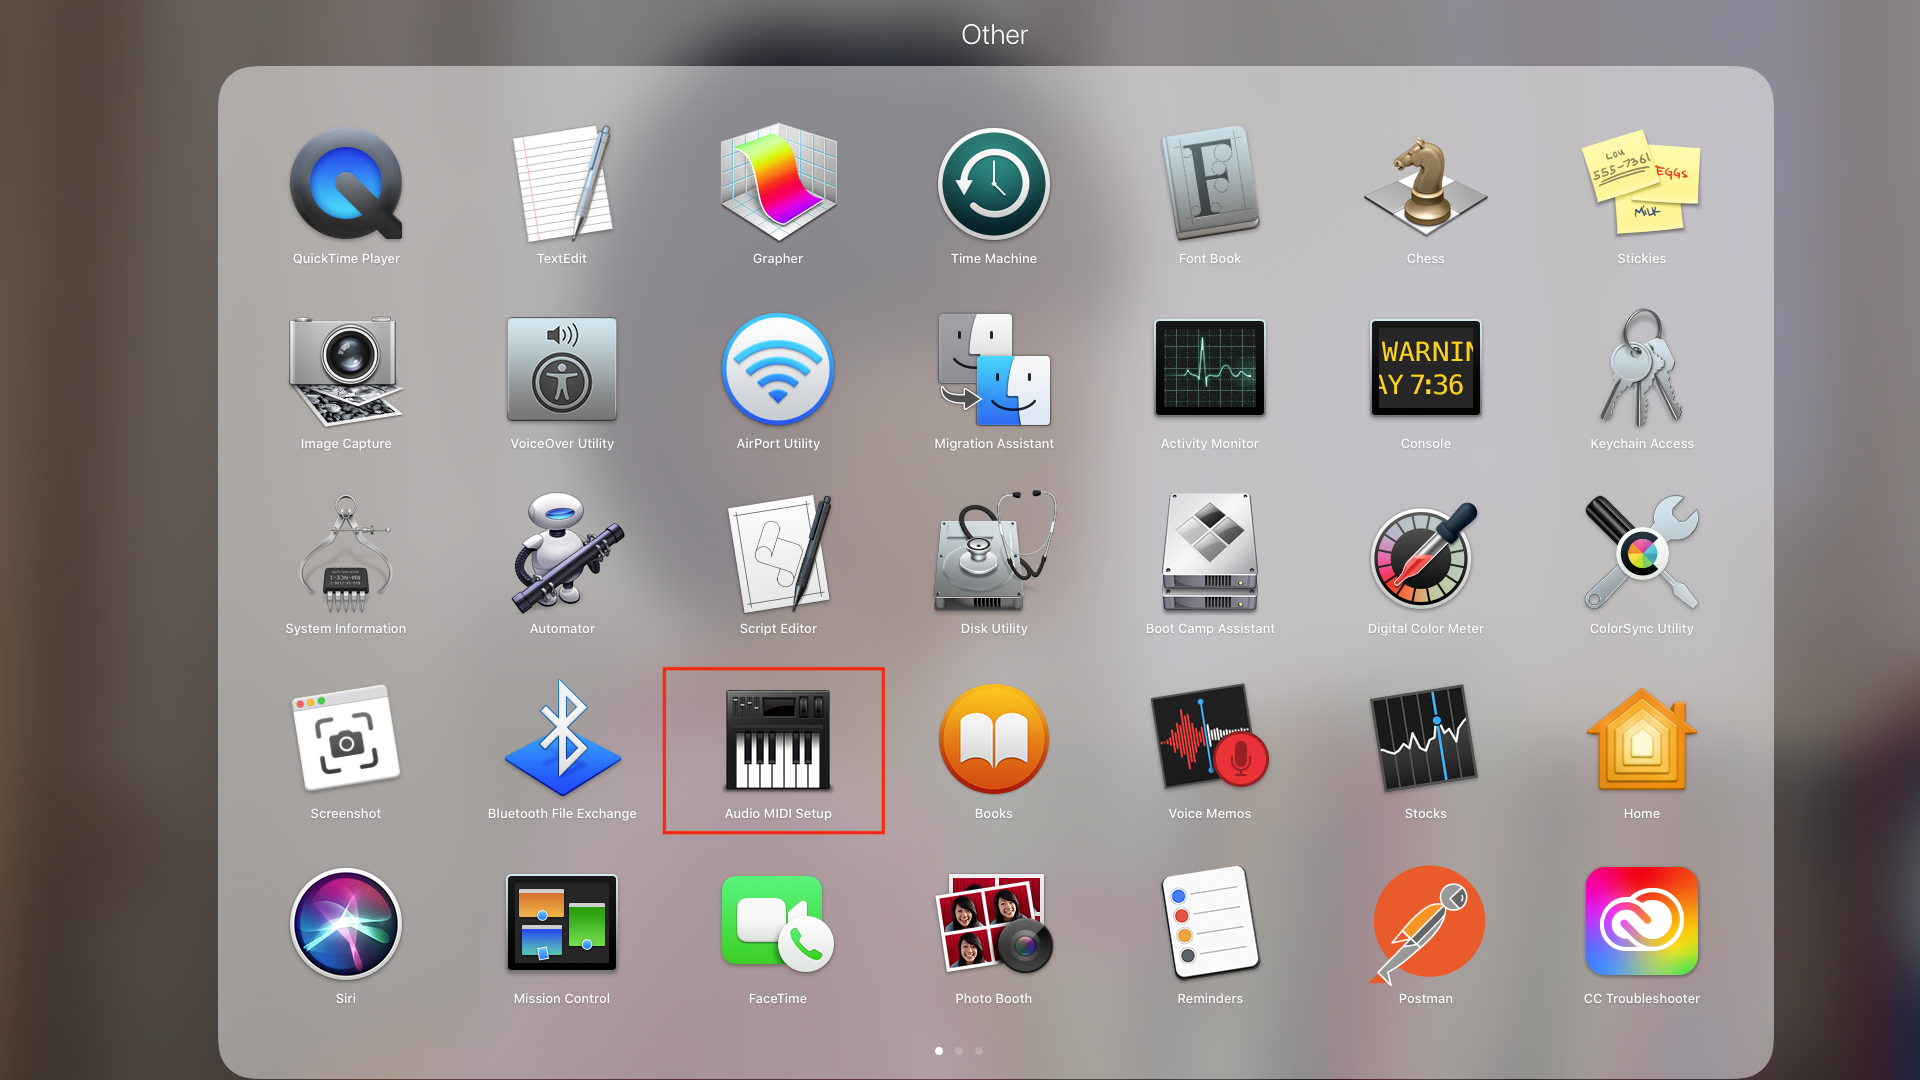 Other
QuickTime Player
TextEdit
Grapher
Time Machine
Font Book
Chess
Lou
555-7361
EGGS
MiLK
Stickies
Image Capture
VoiceOver Utility
AirPort Utility
Migration Assistant
Activity Monitor
WARNIN
AY 7:36
Console
Keychain Access
System Information
Automator
Script Editor
Disk Utility
Boot Camp Assistant
Digital Color Meter
ColorSync Utility
Screenshot
Bluetooth File Exchange
Audio MIDI Setup
Books
Voice Memos
Stocks
Home
Siri
Mission Control
FaceTime
Photo Booth
Reminders
Postman
CC Troubleshooter